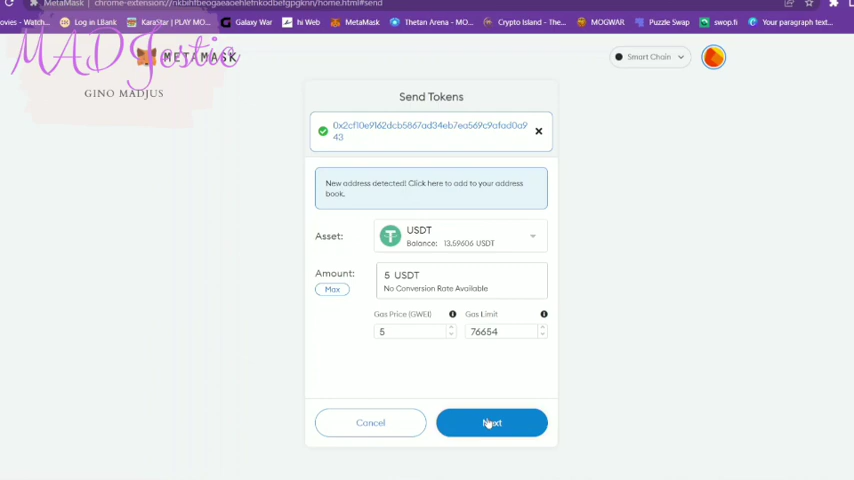 MetaMask | chrome-extension://nkbihfbeogaeaoehlefnkodbefgpgknn/home.html#send
ovies - Watch... Log in LBank KaraStar | PLAY MO... Galaxy War hi Web MetaMask Thetan Arena - MO... Crypto Island - The... MOGWAR Puzzle Swap swop.fi Your paragraph text...
MADJestic
METAMASK
GINO MADJUS
Smart Chain
Send Tokens
0x2cf10e9162dcb5867ad34eb7ea569c9afad0a9
43
New address detected! Click here to add to your address
book.
Asset:
USDT
Balance: 13.59606 USDT
Amount:
Max
5 USDT
No Conversion Rate Available
Gas Price (GWEI) Gas Limit
5 76654
Cancel Next